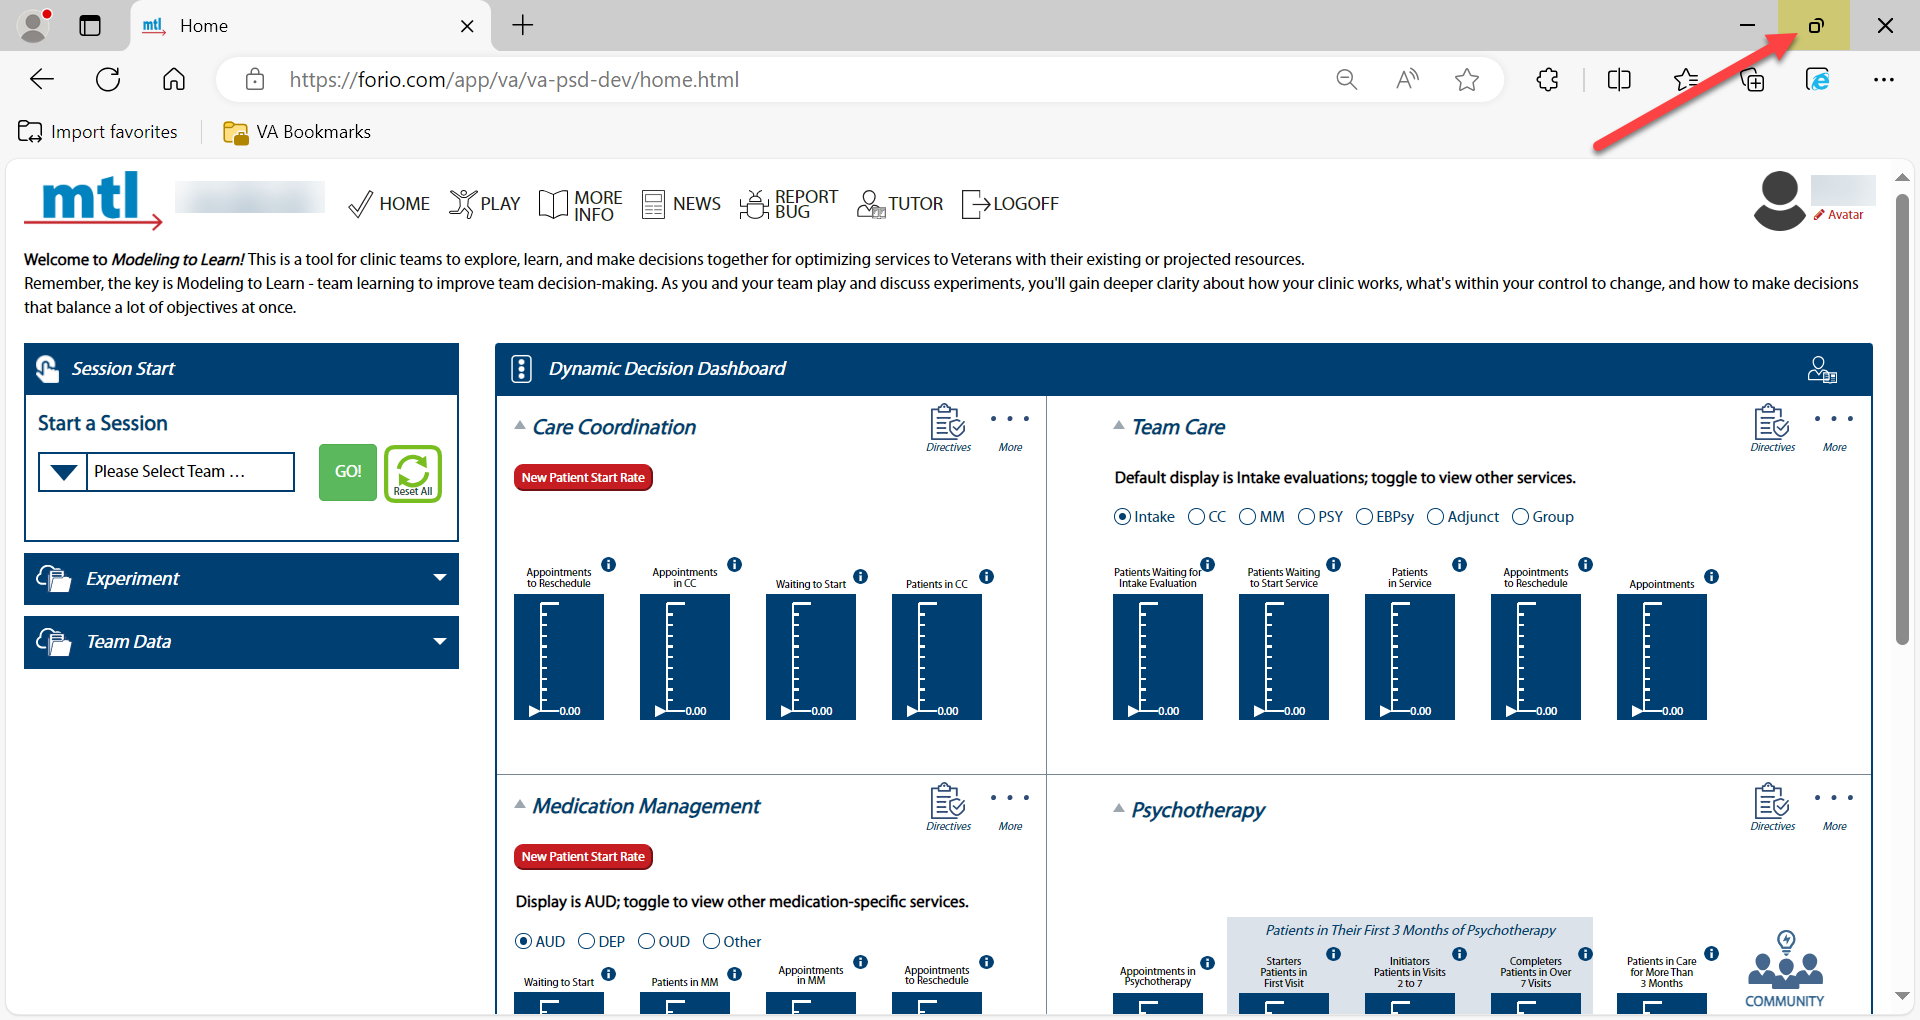 mtl Home
https://forio.com/app/va/va-psd-dev/home.html
Import favorites VA Bookmarks
mtl
HOME PLAY MORE INFO NEWS REPORT BUG TUTOR LOGOFF
Avatar
Welcome to Modeling to Learn! This is a tool for clinic teams to explore, learn, and make decisions together for optimizing services to Veterans with their existing or projected resources.
Remember, the key is Modeling to Learn - team learning to improve team decision-making. As you and your team play and discuss experiments, you'll gain deeper clarity about how your clinic works, what's within your control to change, and how to make decisions
that balance a lot of objectives at once.
Session Start
Start a Session
Please Select Team ...
GO!
Reset All
Experiment
Team Data
Dynamic Decision Dashboard
Care Coordination
Directives More
New Patient Start Rate
Appointments
to Reschedule
Appointments
in CC
Waiting to Start
Patients in CC
0.00 0.00 0.00 0.00
Team Care
Directives More
Default display is Intake evaluations; toggle to view other services.
Intake CC MM PSY EBPsy Adjunct Group
Patients Waiting for
Intake Evaluation
Patients Waiting
to Start Service
Patients
in Service
Appointments
to Reschedule
Appointments
0.00 0.00 0.00 0.00 0.00
Medication Management
Directives More
New Patient Start Rate
Display is AUD; toggle to view other medication-specific services.
AUD DEP OUD Other
Waiting to Start
Patients in MM
Appointments
in MM
Appointments
to Reschedule
Psychotherapy
Directives More
Patients in Their First 3 Months of Psychotherapy
Appointments in
Psychotherapy
Starters
Patients in
First Visit
Initiators
Patients in Visits
2 to 7
Completers
Patients in Over
7 Visits
Patients in Care
for More Than
3 Months
COMMUNITY